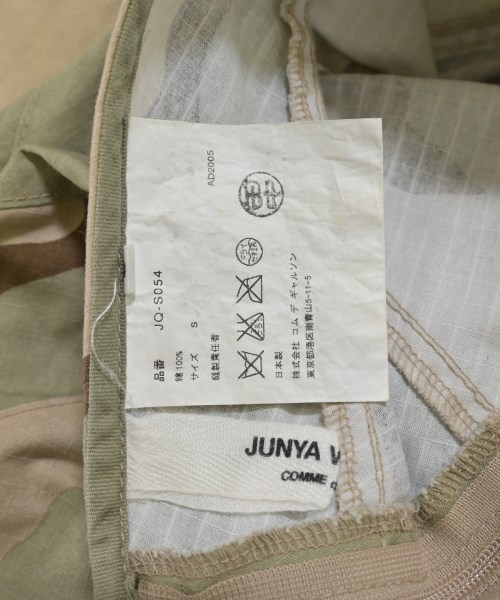 AD2005
品番 JQ-S054
綿100%
サイズ S
縫製責任者
日本製
株式会社 コム デ ギャルソン
東京都港区南青山5-11-5
JUNYA
COMME